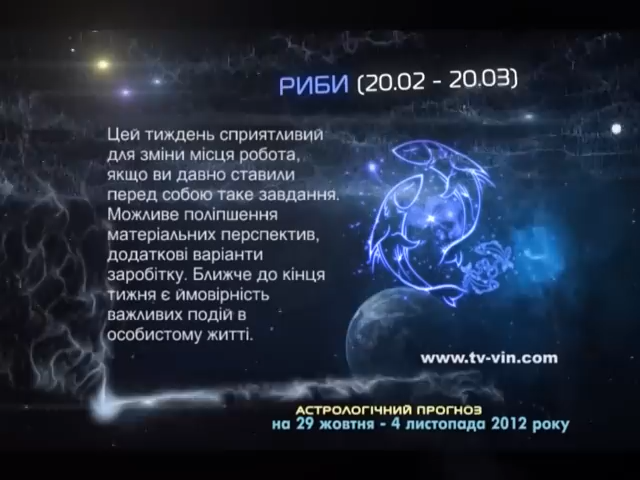 РИБИ (20.02 - 20.03)
Цей тиждень сприятливий
для зміни місця робота,
якщо ви давно ставили
перед собою таке завдання.
Можливе поліпшення
матеріальних перспектив,
додаткові варіанти
заробітку. Ближче до кінця
тижня є ймовірність
важливих подій в
особистому житті.
www.tv-vin.com
АСТРОЛОГІЧНИЙ ПРОГНОЗ
на 29 жовтня - 4 листопада 2012 року